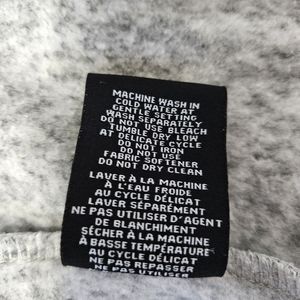 MACHINE WASH IN
COLD WATER AT
GENTLE SETTING
WASH SEPARATELY
DO NOT USE BLEACH
TUMBLE DRY LOW
AT DELICATE CYCLE
DO NOT IRON
DO NOT USE
FABRIC SOFTENER
DO NOT DRY CLEAN
LAVER À LA MACHINE
À L'EAU FROIDE
AU CYCLE DÉLICAT
LAVER SÉPARÉMENT
NE PAS UTILISER D'AGENT
DE BLANCHIMENT
SÉCHER À LA MACHINE
À BASSE TEMPÉRATURE
AU CYCLE DÉLICAT
NE PAS REPASSER
NE PAS UTILISER